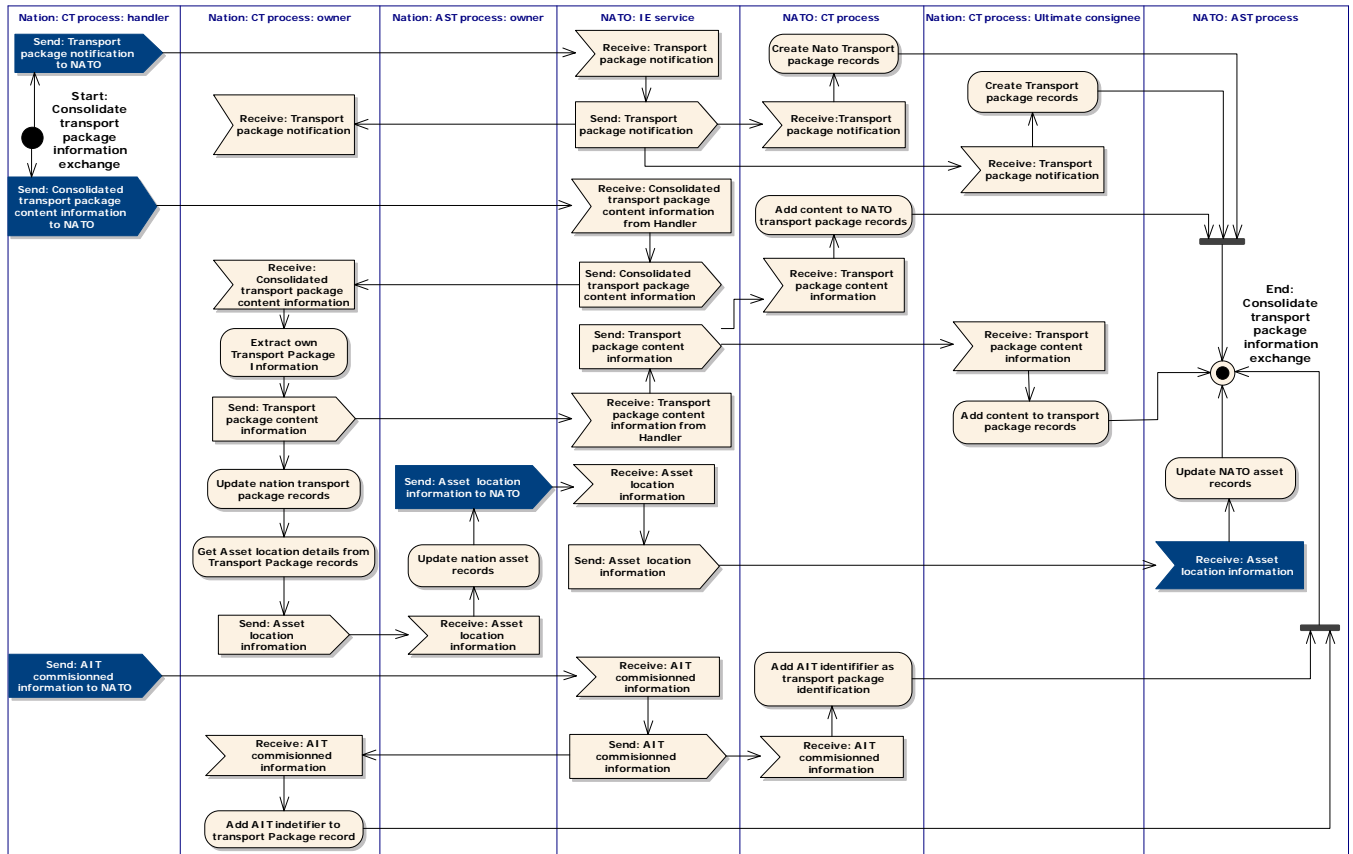 Nation: CT process: handler
Nation: CT process: owner
Nation: AST process: owner
NATO: IE service
NATO: CT process
Nation: CT process: Ultimate consignee
NATO: AST process
Send: Transport
package notification
to NATO
Receive: Transport
package notification
Create Nato Transport
package records
Create Transport
package records
Start:
Consolidate
transport
package
information
exchange
Receive: Transport
package notification
Send: Transport
package notification
Receive:Transport
package notification
Receive: Transport
package notification
Send: Consolidated
transport package
content information
to NATO
Receive: Consolidated
transport package
content information
from Handler
Add content to NATO
transport package records
Receive:
Consolidated
transport package
content information
Send: Consolidated
transport package
content information
Receive: Transport
package content
information
End:
Consolidate
transport
package
information
exchange
Extract own
Transport Package
Information
Send: Transport
package content
information
Receive: Transport
package content
information
Send: Transport
package content
information
Receive: Transport
package content
information from
Handler
Add content to transport
package records
Update nation transport
package records
Send: Asset location
information to NATO
Receive: Asset
location
information
Update NATO asset
records
Get Asset location details from
Transport Package records
Update nation asset
records
Send: Asset location
information
Receive: Asset
location information
Send: Asset
location
infromation
Receive: Asset
location information
Send: AIT
commisionned
information to NATO
Receive: AIT
commisionned
information
Add AIT identififier as
transport package
identification
Receive: AIT
commisionned
information
Send: AIT
commisionned
information
Receive: AIT
commisionned
information
Add AIT indetifier to
transport Package record